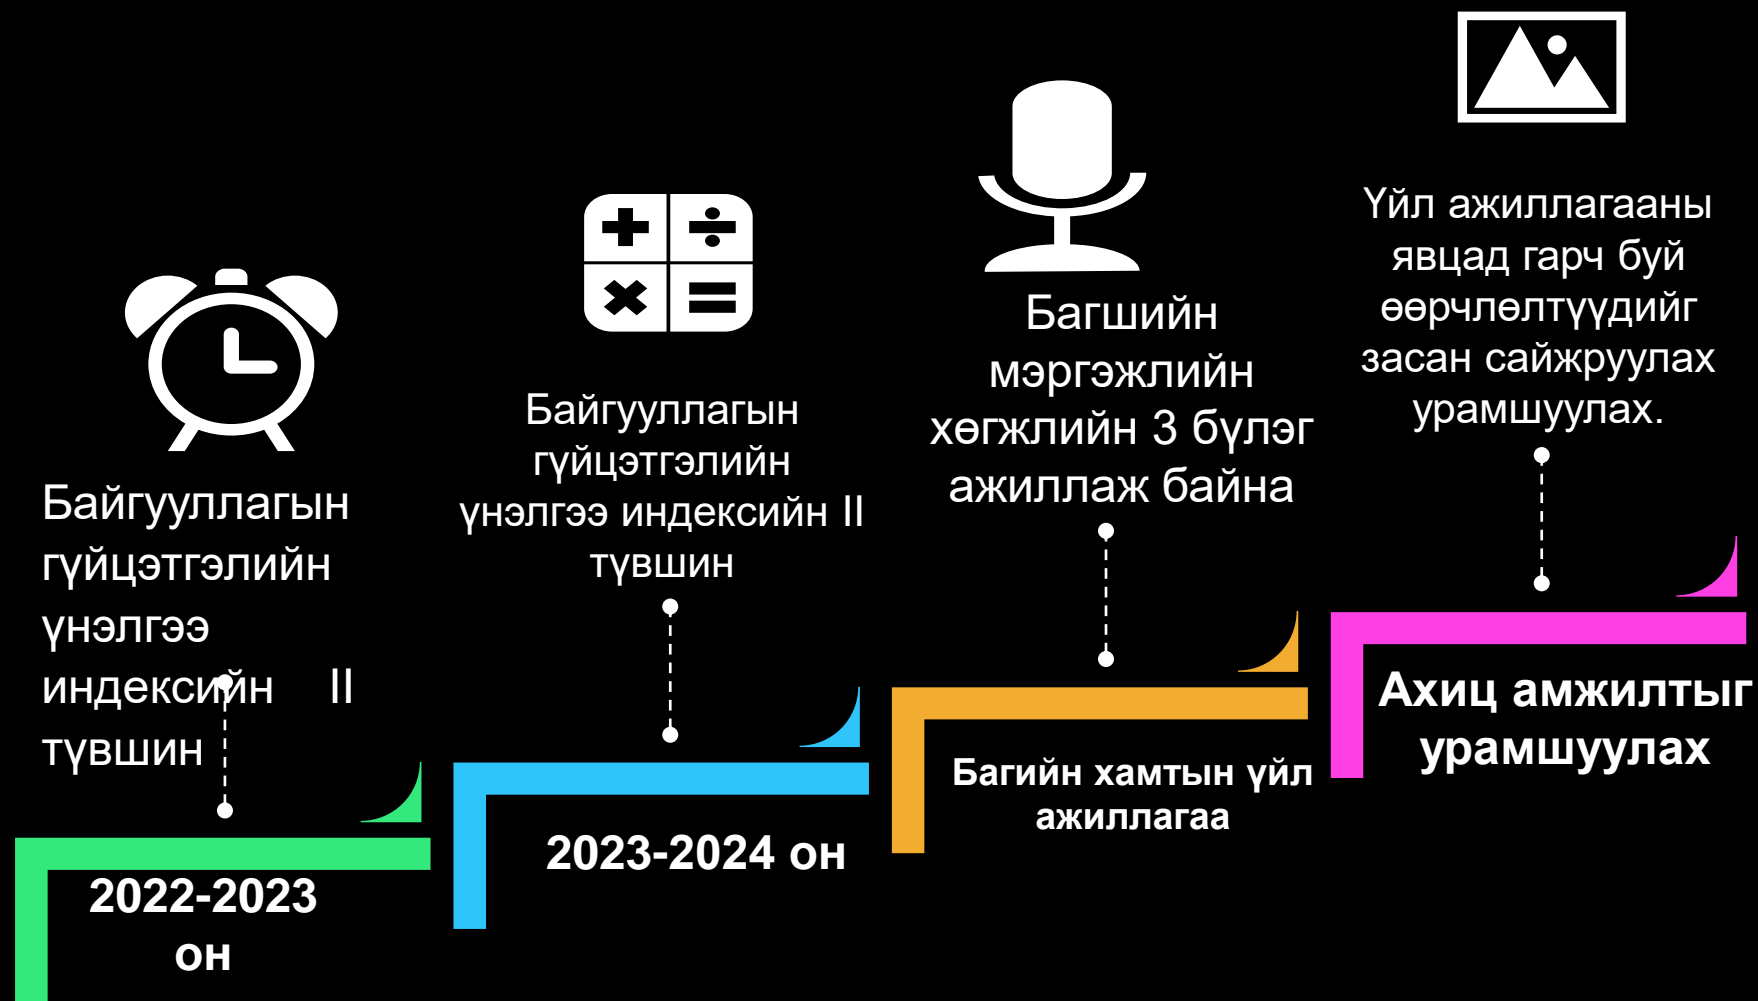 Байгууллагын
гүйцэтгэлийн
үнэлгээ
индексийн II
түвшин
2022-2023
он
Байгууллагын
гүйцэтгэлийн
үнэлгээ индексийн II
түвшин
2023-2024 он
Багшийн
мэргэжлийн
хөгжлийн 3 бүлэг
ажиллаж байна
Багийн хамтын үйл
ажиллагаа
Үйл ажиллагааны
явцад гарч буй
өөрчлөлтүүдийг
засан сайжруулах
урамшуулах.
Ахиц амжилтыг
урамшуулах